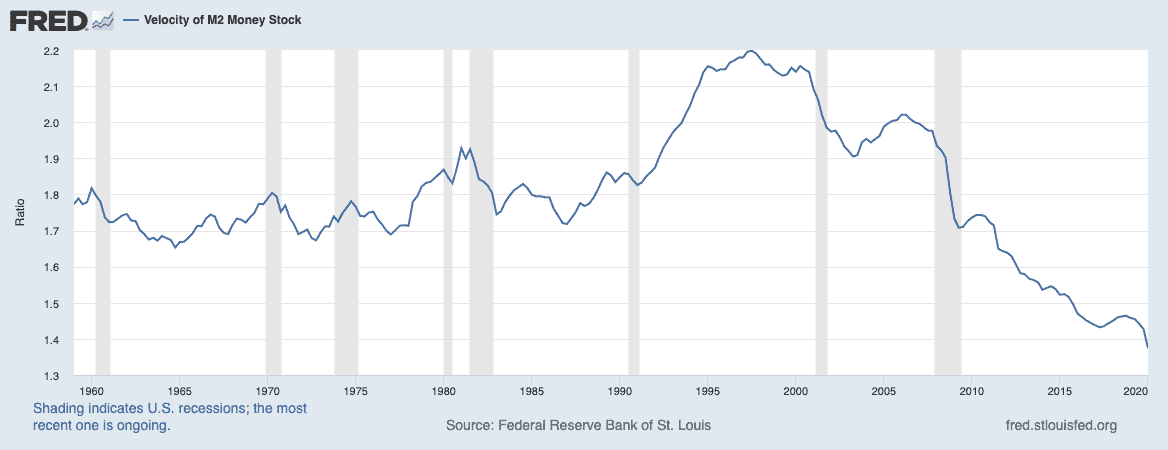 FRED
Velocity of M2 Money Stock
2.2
2.1
2.0
1.9
1.8
1.7
1.6
1.5
1.4
1.3
Ratio
1960 1965 1970 1975 1980 1985 1990 1995 2000 2005 2010 2015 2020
Shading indicates U.S. recessions; the most
recent one is ongoing.
Source: Federal Reserve Bank of St. Louis
fred.stlouisfed.org